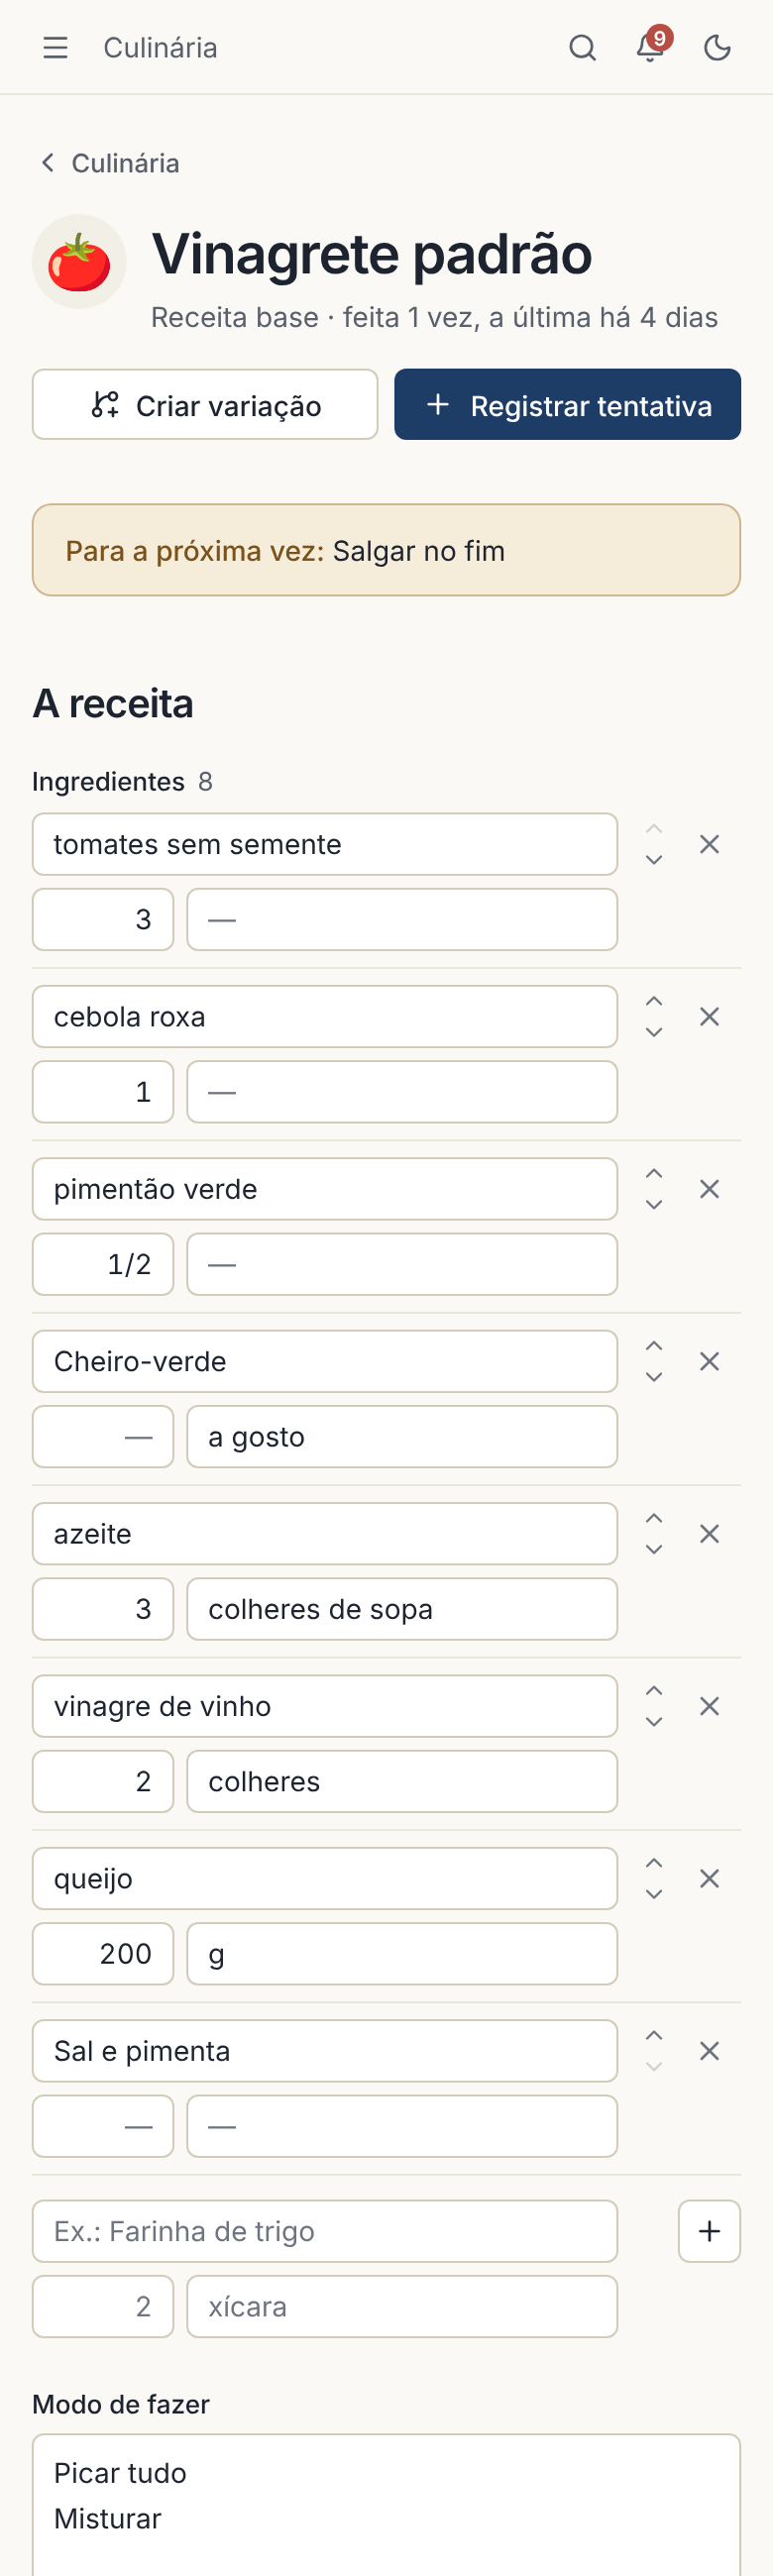 Culinária
9
Culinária
Vinagrete padrão
Receita base · feita 1 vez, a última há 4 dias
Criar variação
Registrar tentativa
Para a próxima vez: Salgar no fim
A receita
Ingredientes 8
tomates sem semente
3 —
cebola roxa
1 —
pimentão verde
1/2 —
Cheiro-verde
— a gosto
azeite
3 colheres de sopa
vinagre de vinho
2 colheres
queijo
200 g
Sal e pimenta
— —
Ex.: Farinha de trigo
2 xícara
Modo de fazer
Picar tudo
Misturar